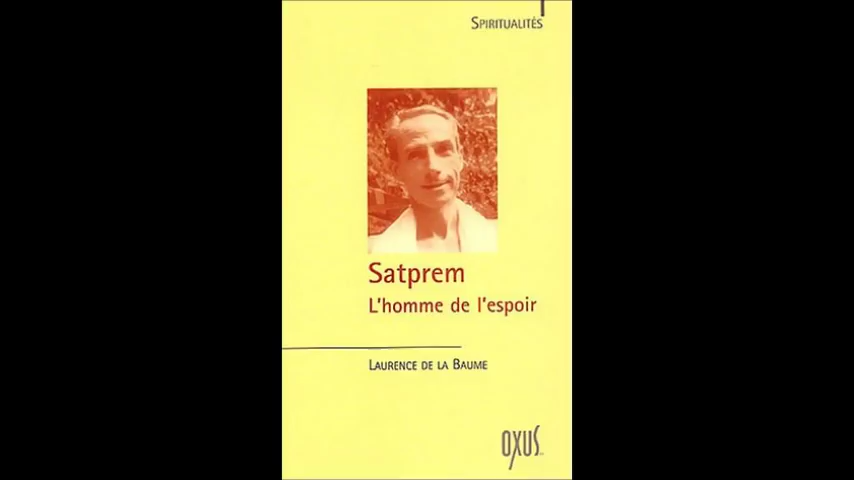 SPIRITUALITÉS
Satprem
L'homme de l'espoir
LAURENCE DE LA BAUME
OXUS